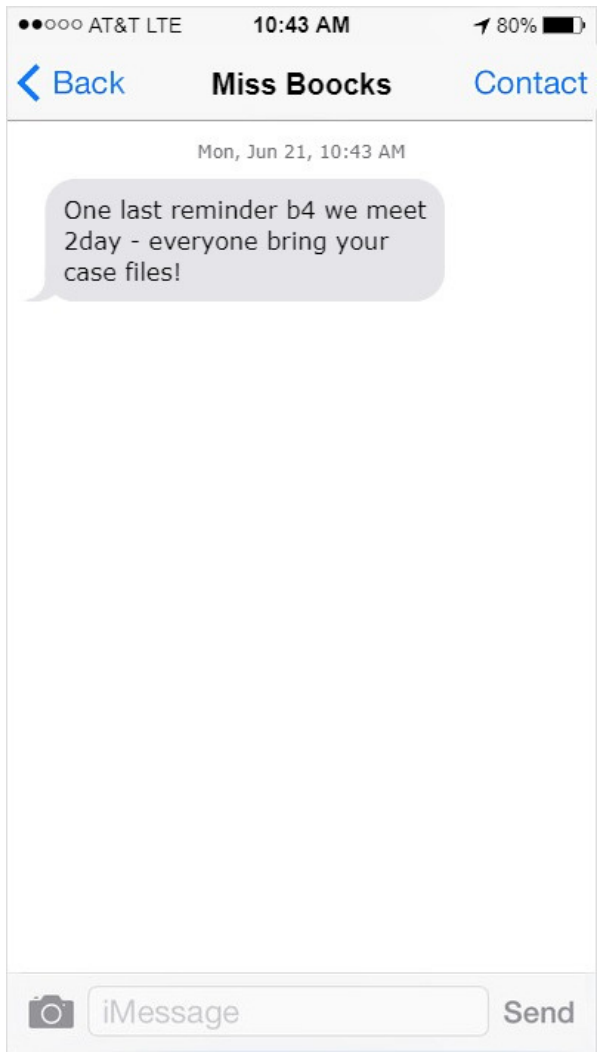 ●●○○○ AT&T LTE 10:43 AM 80%
Back Miss Boocks Contact
Mon, Jun 21, 10:43 AM
One last reminder b4 we meet
2day - everyone bring your
case files!
iMessage Send